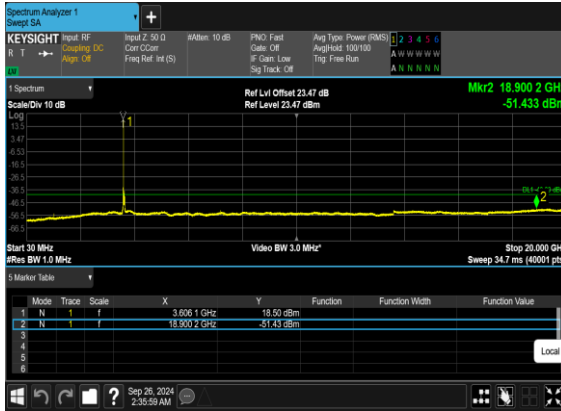 Spectrum Analyzer 1
Swept SA
+
KEYSIGHT Input: RF Input Z: 50 Ω #Atten: 10 dB PNO: Fast Avg Type: Power (RMS) 1 2 3 4 5 6
R T Coupling: DC Corr CCorr Gate: Off Avg|Hold: 100/100 A W W W W W
Align: Off Freq Ref: Int (S) IF Gain: Low Trig: Free Run
Sig Track: Off A N N N N N
1 Spectrum Ref Lvl Offset 23.47 dB Mkr2 18.900 2 GH
Scale/Div 10 dB Ref Level 23.47 dBm -51.433 dBm
Log
13.5
3.47
-6.53
-16.5
-26.5
-36.5
-46.5
-56.5
-66.5
1
2
Start 30 MHz Video BW 3.0 MHz* Stop 20.000 GH
#Res BW 1.0 MHz Sweep 34.7 ms (40001 pts
5 Marker Table
Mode Trace Scale X Y Function Function Width Function Value
1 N 1 f 3.606 1 GHz 18.50 dBm
2 N 1 f 18.900 2 GHz -51.43 dBm
3
4
5
6
Local
? Sep 26, 2024
2:35:59 AM